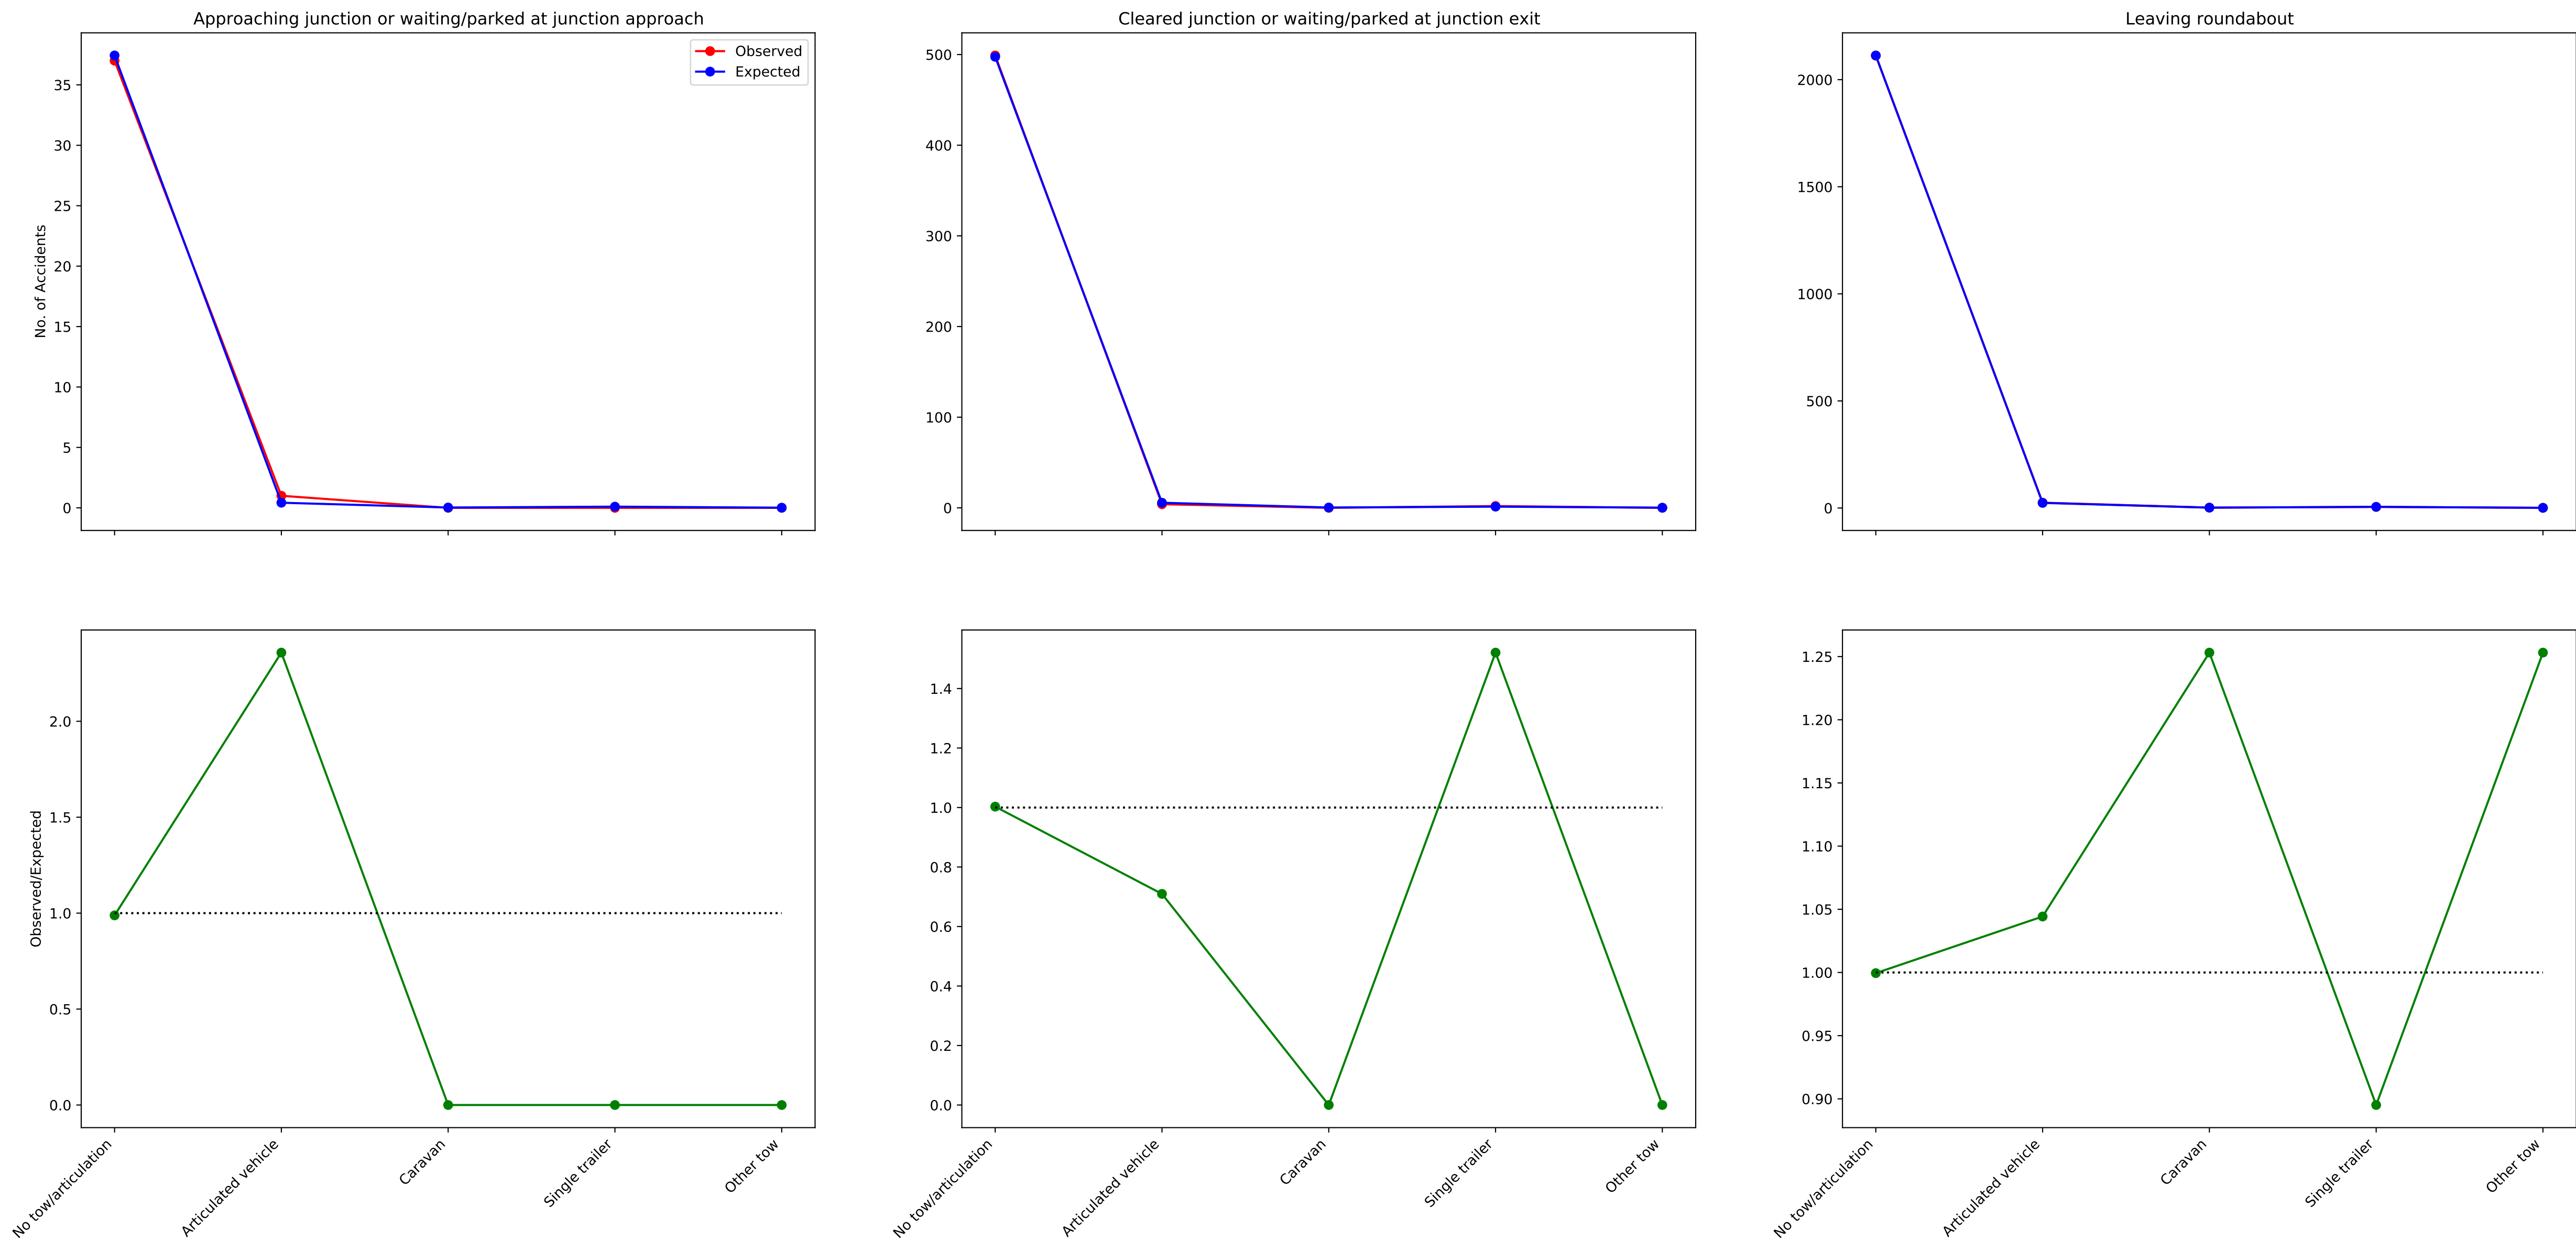 Approaching junction or waiting/parked at junction approach
Observed
Expected
35
30
25
20
15
10
5
0
No. of Accidents
Cleared junction or waiting/parked at junction exit
500
400
300
200
100
0
Leaving roundabout
2000
1500
1000
500
0
2.0
1.5
1.0
0.5
0.0
Observed/Expected
No tow/articulation
Articulated vehicle
Caravan
Single trailer
Other tow
1.4
1.2
1.0
0.8
0.6
0.4
0.2
0.0
No tow/articulation
Articulated vehicle
Caravan
Single trailer
Other tow
1.25
1.20
1.15
1.10
1.05
1.00
0.95
0.90
No tow/articulation
Articulated vehicle
Caravan
Single trailer
Other tow